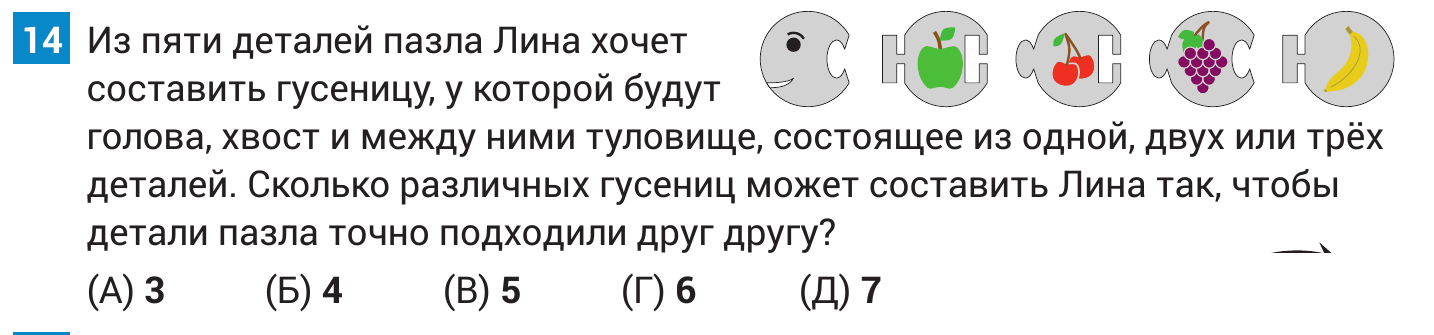 14 Из пяти деталей пазла Лина хочет
составить гусеницу, у которой будут
голова, хвост и между ними туловище, состоящее из одной, двух или трёх
деталей. Сколько различных гусениц может составить Лина так, чтобы
детали пазла точно подходили друг другу?
(А) 3 (Б) 4 (В) 5 (Г) 6 (Д) 7